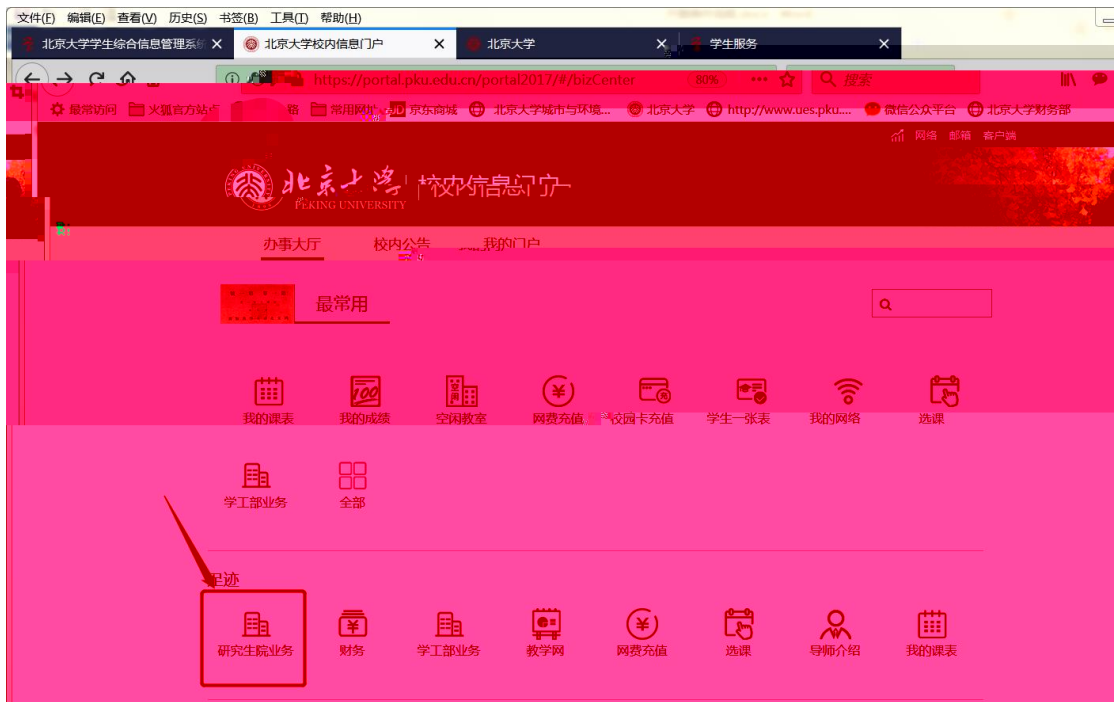 文件(F) 编辑(E) 查看(V) 历史(S) 书签(B) 工具(T) 帮助(H)
北京大学学生综合信息管理系统 × 北京大学校内信息门户 × 北京大学 × 学生服务 ×
https://portal.pku.edu.cn/portal2017/#/bizCenter 80% ··· 搜索
最常访问 火狐官方站点 常用网址 JD 京东商城 北京大学城市与环境... 北京大学 http://www.ues.pku.... 微信公众平台 北京大学财务部
网络 邮箱 客户端
北京大学 校内信息门户
PEKING UNIVERSITY
办事大厅 校内公告 我的门户
最常用
100
我的课表 我的成绩 空闲教室 网费充值 校园卡充值 学生一张表 我的网络 选课
学工部业务 全部
足迹
研究生院业务 财务 学工部业务 教学网 网费充值 选课 导师介绍 我的课表